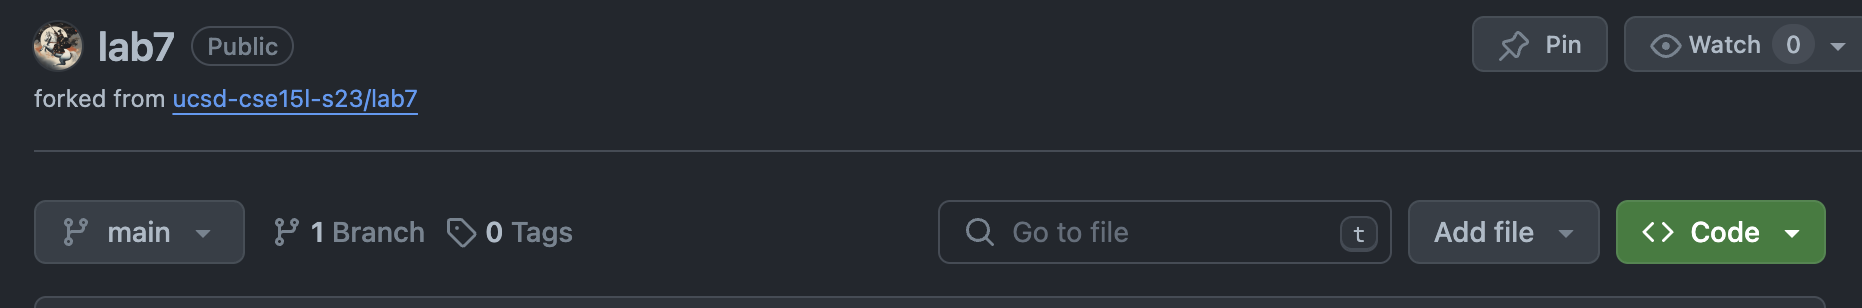 lab7 Public Pin Watch 0
forked from ucsd-cse15l-s23/lab7
main 1 Branch 0 Tags Go to file t Add file <> Code